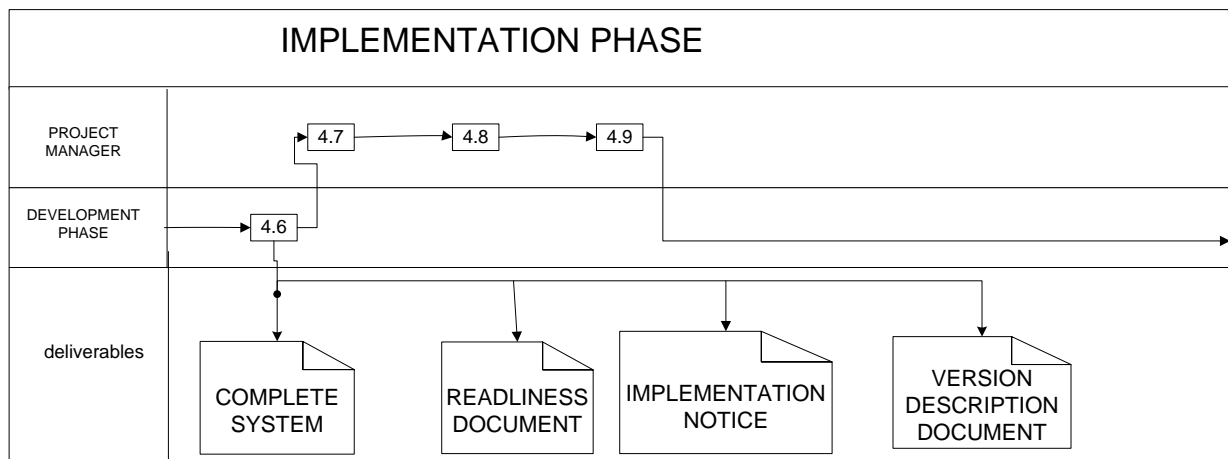 IMPLEMENTATION PHASE
PROJECT
MANAGER
4.7
4.8
4.9
DEVELOPMENT
PHASE
4.6
deliverables
COMPLETE
SYSTEM
READLINESS
DOCUMENT
IMPLEMENTATION
NOTICE
VERSION
DESCRIPTION
DOCUMENT